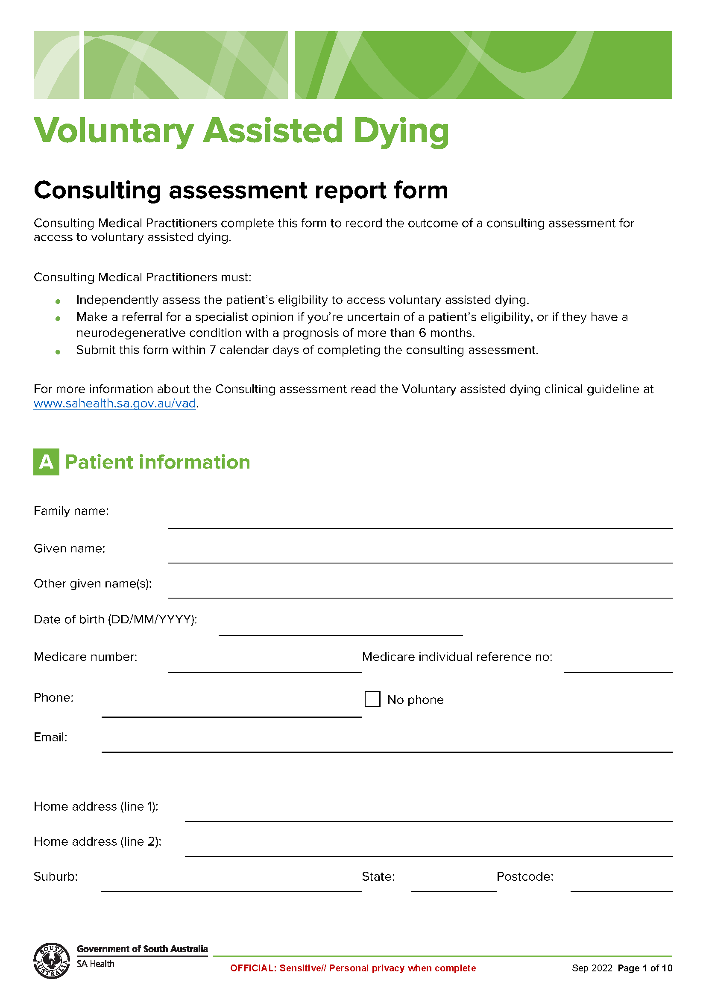 Voluntary Assisted Dying
Consulting assessment report form
Consulting Medical Practitioners complete this form to record the outcome of a consulting assessment for
access to voluntary assisted dying.
Consulting Medical Practitioners must:
• Independently assess the patient's eligibility to access voluntary assisted dying.
• Make a referral for a specialist opinion if you're uncertain of a patient's eligibility, or if they have a
neurodegenerative condition with a prognosis of more than 6 months.
• Submit this form within 7 calendar days of completing the consulting assessment.
For more information about the Consulting assessment read the Voluntary assisted dying clinical guideline at
www.sahealth.sa.gov.au/vad.
A Patient information
Family name:
Given name:
Other given name(s):
Date of birth (DD/MM/YYYY):
Medicare number: Medicare individual reference no:
Phone: No phone
Email:
Home address (line 1):
Home address (line 2):
Suburb: State: Postcode:
SOUTH AUSTRALIA
Government of South Australia
SA Health
OFFICIAL: Sensitive// Personal privacy when complete
Sep 2022 Page 1 of 10